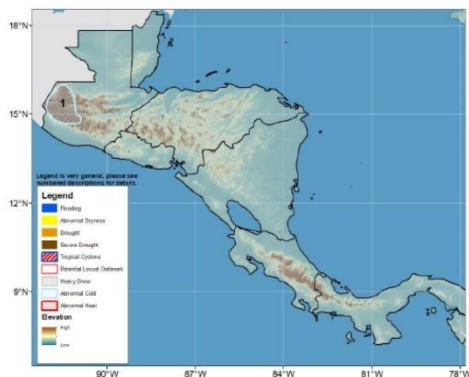 18°N
1
15°N
Legend is very general, please see
numbered descriptions for details.
Legend
Flooding
Abnormal Dryness
Drought
Severe Drought
Tropical Cyclone
Potential Locust Outbreak
Heavy Snow
Abnormal Cold
Abnormal Heat
Elevation
High
Low
12°N
9°N
90°W
87°W
84°W
81°W
78°W